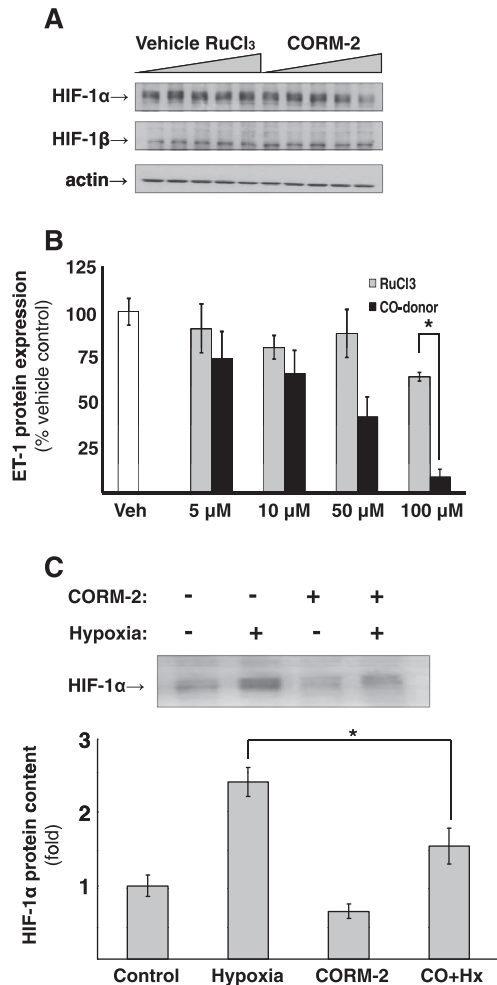 A
Vehicle RuCl₃ CORM-2
HIF-1α→
HIF-1β→
actin→
B
ET-1 protein expression
(% vehicle control)
125
100
75
50
25
RuCl3
CO-donor
*
Veh 5 µM 10 µM 50 µM 100 µM
C
CORM-2: - - + +
Hypoxia: - + - +
HIF-1α→
HIF-1α protein content
(fold)
3
2
1
*
Control Hypoxia CORM-2 CO+Hx